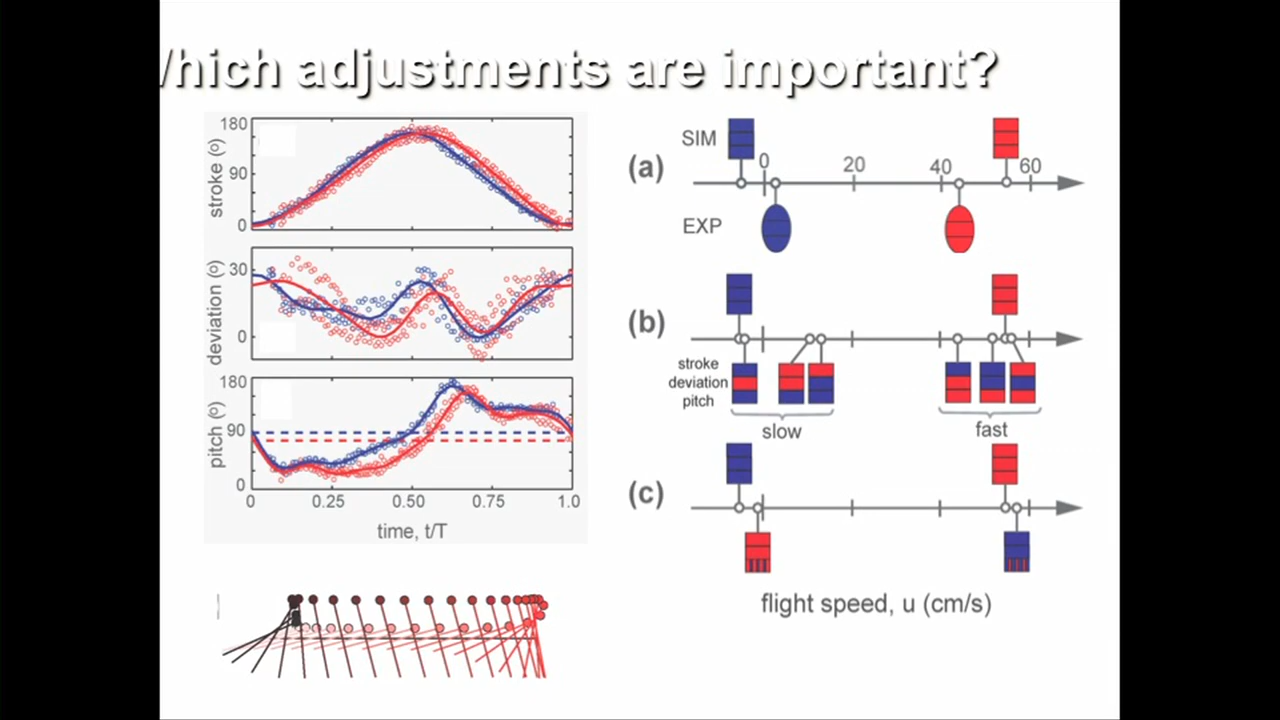 hich adjustments are important?
180
90
0
stroke (o)
30
0
deviation (o)
180
90
0
pitch (o)
0 0.25 0.50 0.75 1.0
time, t/T
(a)
SIM
0 20 40 60
EXP
(b)
stroke
deviation
pitch
slow fast
(c)
flight speed, u (cm/s)